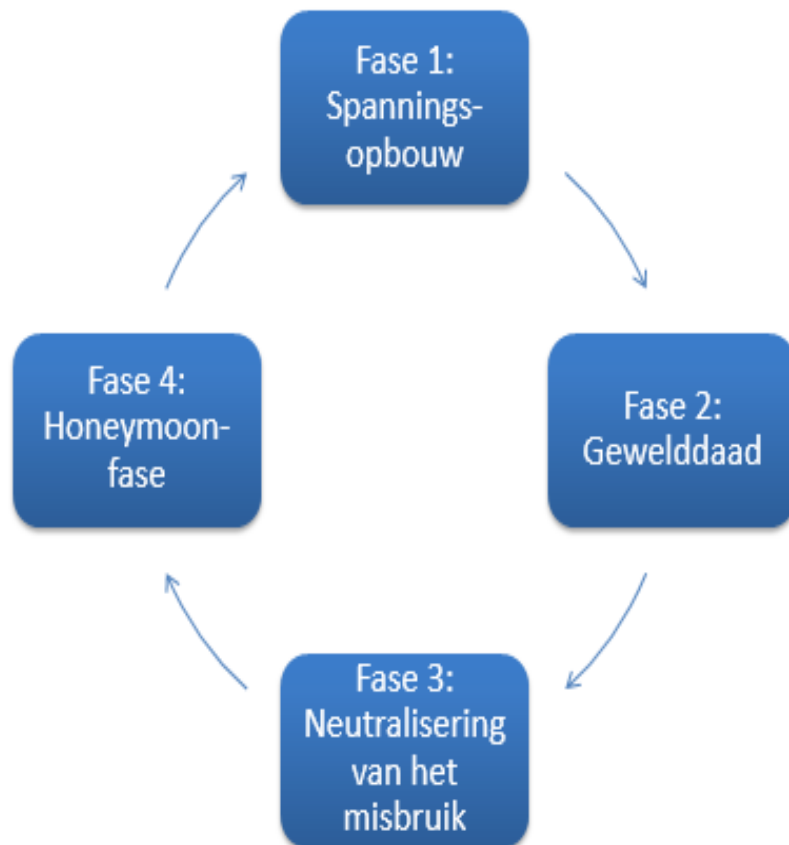 Fase 1:
Spannings-
opbouw
Fase 2:
Gewelddaad
Fase 3:
Neutralisering
van het
misbruik
Fase 4:
Honeymoon-
fase